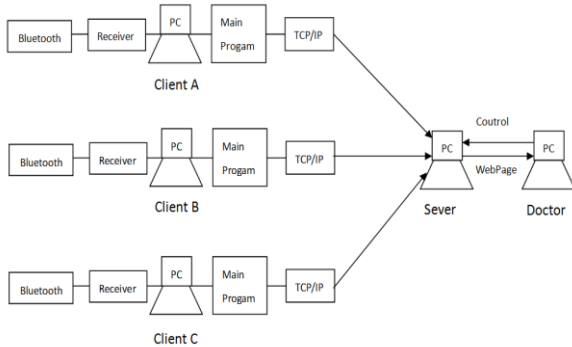 Bluetooth
Receiver
PC
Main
Progam
TCP/IP
Client A
Bluetooth
Receiver
PC
Main
Progam
TCP/IP
Client B
Bluetooth
Receiver
PC
Main
Progam
TCP/IP
Client C
PC
Sever
Coutrol
WebPage
PC
Doctor